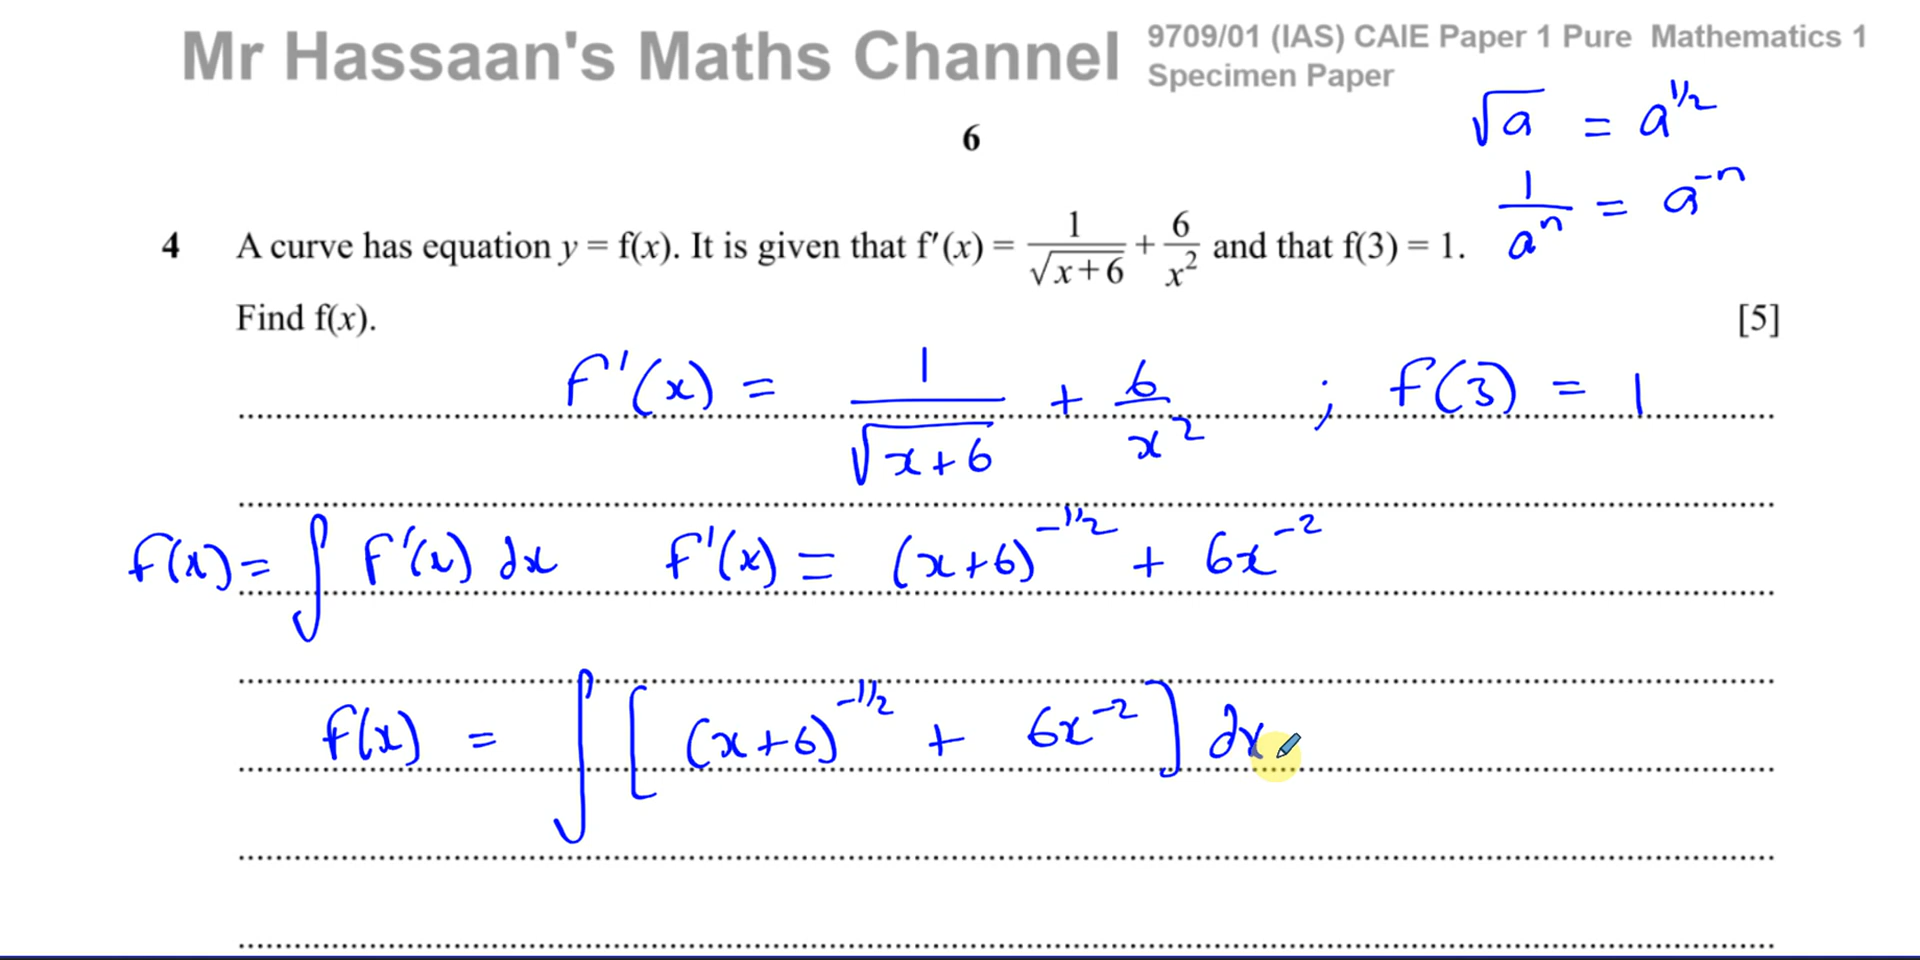 Mr Hassaan's Maths Channel
9709/01 (IAS) CAIE Paper 1 Pure Mathematics 1
Specimen Paper
√a = a^1/2
6
1/a^n = a^-n
4 A curve has equation y = f(x). It is given that f′(x) = 1/√(x+6) + 6/x² and that f(3) = 1.
Find f(x). [5]
f'(x) = 1/√(x+6) + 6/x² ; f(3) = 1
f(x) = ∫ f'(x) dx f'(x) = (x+6)^-1/2 + 6x^-2
f(x) = ∫ [ (x+6)^-1/2 + 6x^-2 ] dx